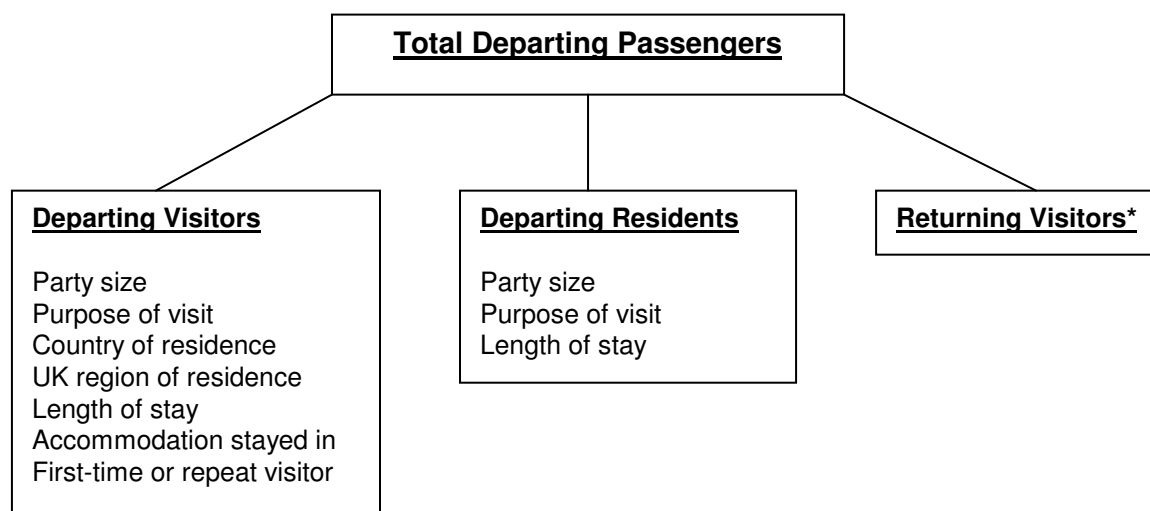 Total Departing Passengers
Departing Visitors
Party size
Purpose of visit
Country of residence
UK region of residence
Length of stay
Accommodation stayed in
First-time or repeat visitor
Departing Residents
Party size
Purpose of visit
Length of stay
Returning Visitors*